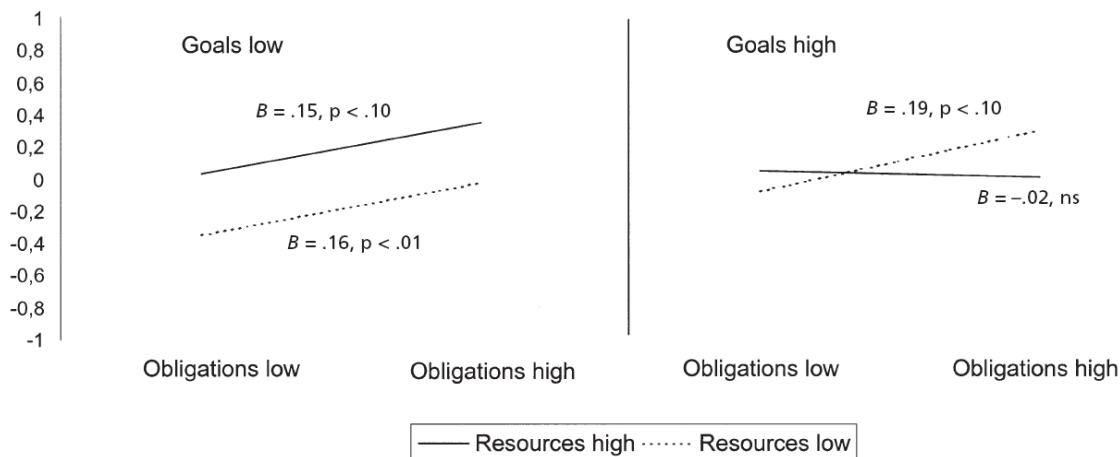 1
0,8
0,6
0,4
0,2
0
-0,2
-0,4
-0,6
-0,8
-1
Goals low
B = .15, p < .10
B = .16, p < .01
Goals high
B = .19, p < .10
B = –.02, ns
Obligations low
Obligations high
Obligations low
Obligations high
Resources high
Resources low